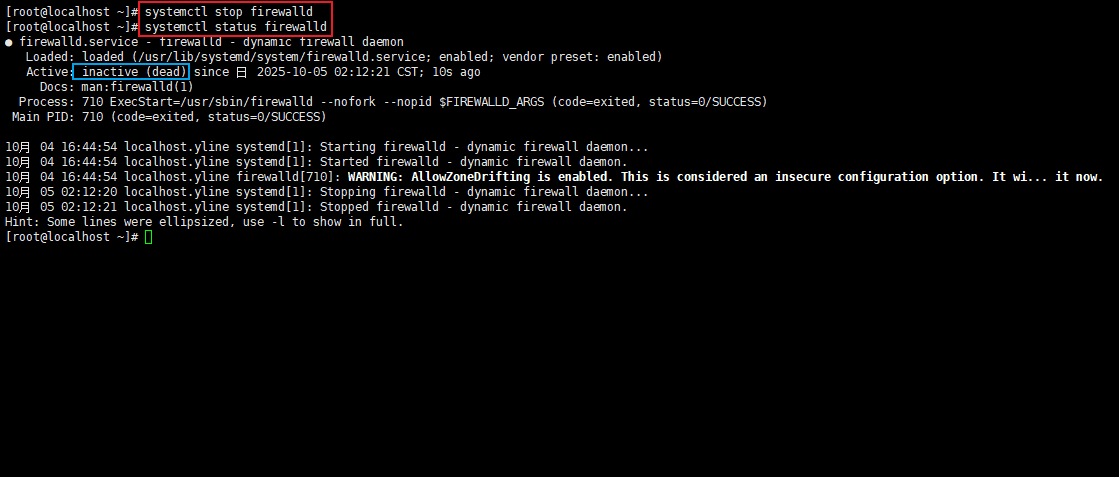 [root@localhost ~]# systemctl stop firewalld
[root@localhost ~]# systemctl status firewalld
● firewalld.service - firewalld - dynamic firewall daemon
   Loaded: loaded (/usr/lib/systemd/system/firewalld.service; enabled; vendor preset: enabled)
   Active: inactive (dead) since 日 2025-10-05 02:12:21 CST; 10s ago
     Docs: man:firewalld(1)
  Process: 710 ExecStart=/usr/sbin/firewalld --nofork --nopid $FIREWALLD_ARGS (code=exited, status=0/SUCCESS)
 Main PID: 710 (code=exited, status=0/SUCCESS)

10月 04 16:44:54 localhost.yline systemd[1]: Starting firewalld - dynamic firewall daemon...
10月 04 16:44:54 localhost.yline systemd[1]: Started firewalld - dynamic firewall daemon.
10月 04 16:44:54 localhost.yline firewalld[710]: WARNING: AllowZoneDrifting is enabled. This is considered an insecure configuration option. It wi... it now.
10月 05 02:12:20 localhost.yline systemd[1]: Stopping firewalld - dynamic firewall daemon...
10月 05 02:12:21 localhost.yline systemd[1]: Stopped firewalld - dynamic firewall daemon.
Hint: Some lines were ellipsized, use -l to show in full.
[root@localhost ~]#